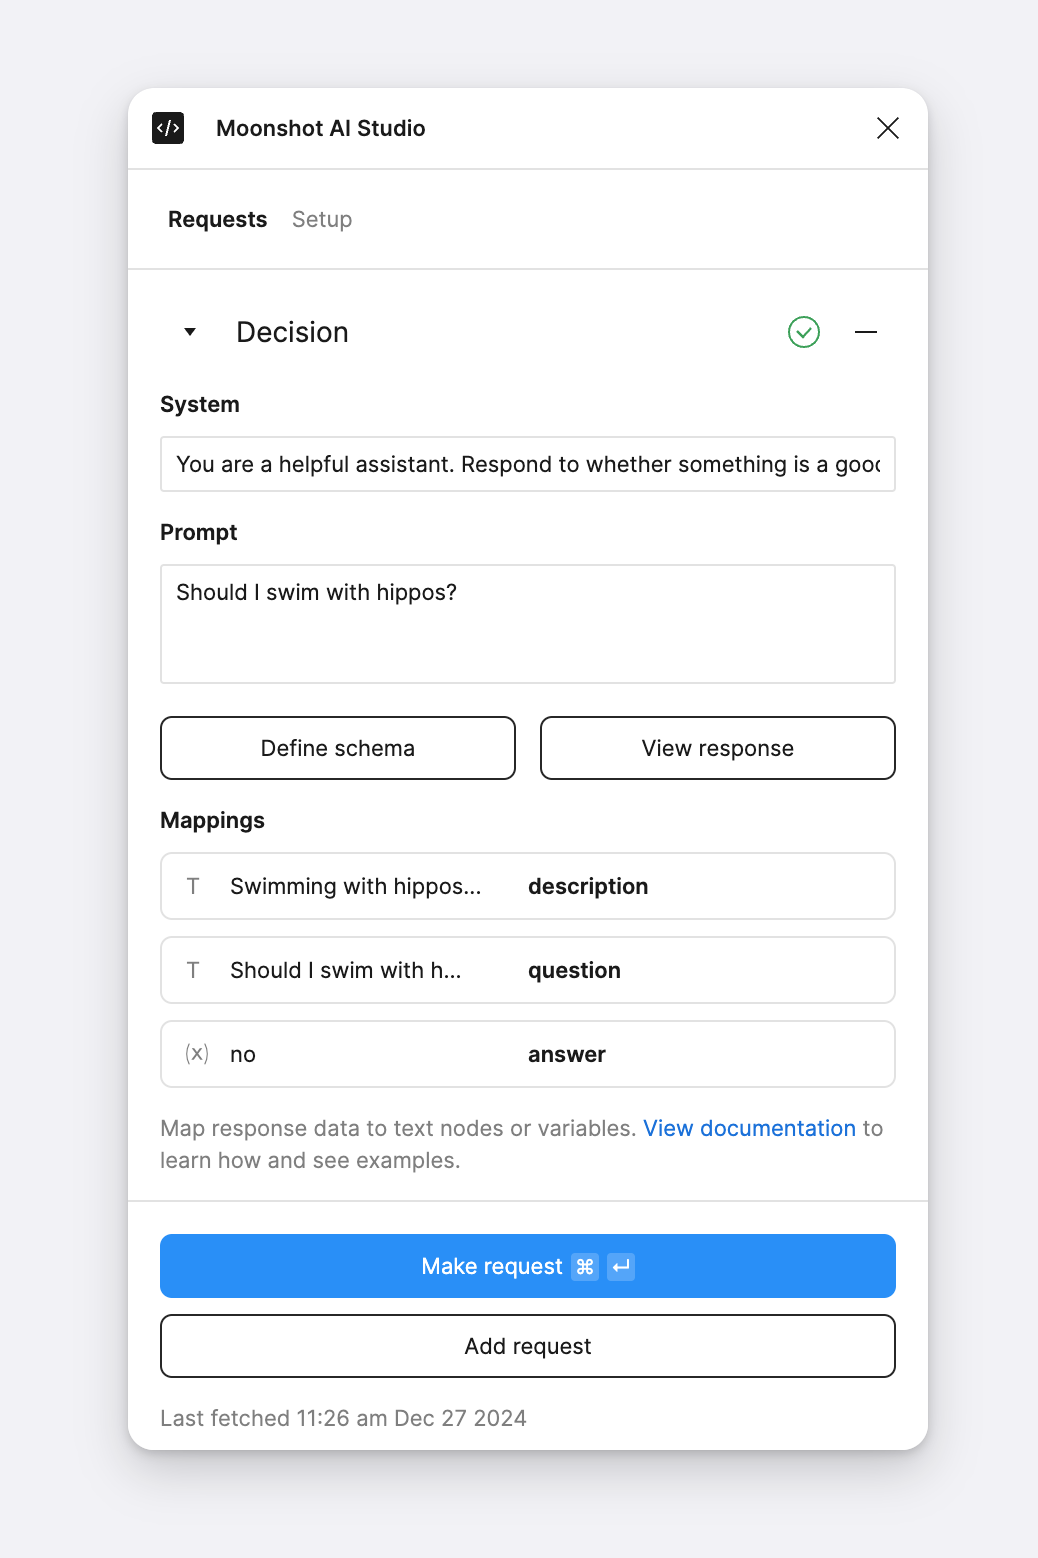 </> Moonshot AI Studio
Requests Setup
Decision
System
You are a helpful assistant. Respond to whether something is a good
Prompt
Should I swim with hippos?
Define schema View response
Mappings
T Swimming with hippos... description
T Should I swim with h... question
(x) no answer
Map response data to text nodes or variables. View documentation to
learn how and see examples.
Make request ⌘ ↵
Add request
Last fetched 11:26 am Dec 27 2024